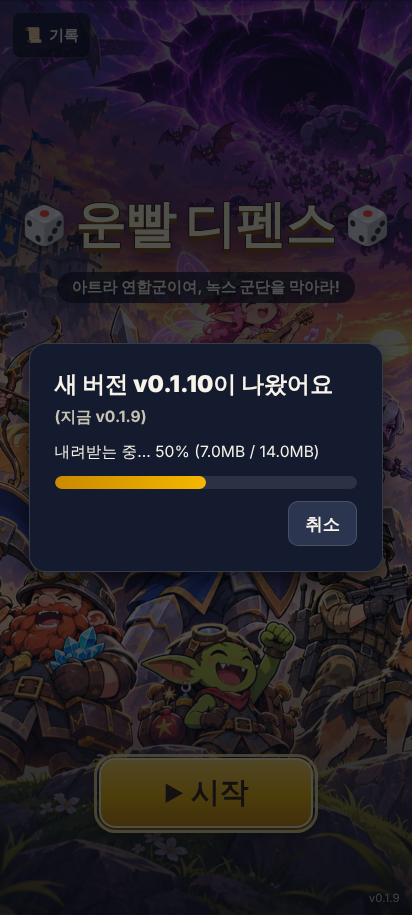 📜 기록
운빨 디펜스
아트라 연합군이여, 녹스 군단을 막아라!
새 버전 v0.1.10이 나왔어요
(지금 v0.1.9)
내려받는 중... 50% (7.0MB / 14.0MB)
취소
▶ 시작
v0.1.9